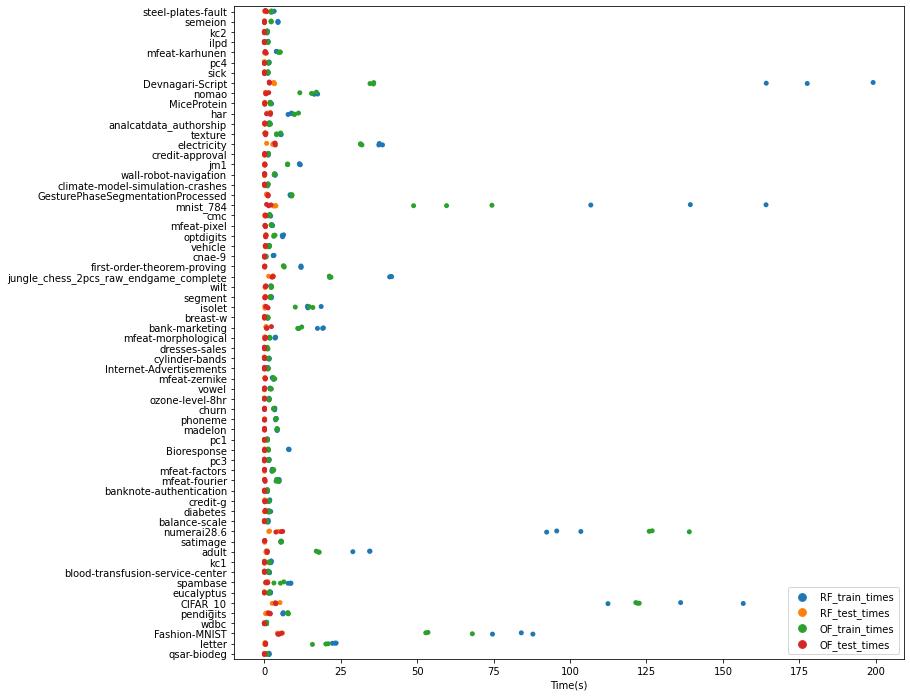 steel-plates-fault
semeion
kc2
ilpd
mfeat-karhunen
pc4
sick
Devnagari-Script
nomao
MiceProtein
har
analcatdata_authorship
texture
electricity
credit-approval
jm1
wall-robot-navigation
climate-model-simulation-crashes
GesturePhaseSegmentationProcessed
mnist_784
cmc
mfeat-pixel
optdigits
vehicle
cnae-9
first-order-theorem-proving
jungle_chess_2pcs_raw_endgame_complete
wilt
segment
isolet
breast-w
bank-marketing
mfeat-morphological
dresses-sales
cylinder-bands
Internet-Advertisements
mfeat-zernike
vowel
ozone-level-8hr
churn
phoneme
madelon
pc1
Bioresponse
pc3
mfeat-factors
mfeat-fourier
banknote-authentication
credit-g
diabetes
balance-scale
numerai28.6
satimage
adult
kc1
blood-transfusion-service-center
spambase
eucalyptus
CIFAR_10
pendigits
wdbc
Fashion-MNIST
letter
qsar-biodeg
RF_train_times
RF_test_times
OF_train_times
OF_test_times
0 25 50 75 100 125 150 175 200
Time(s)